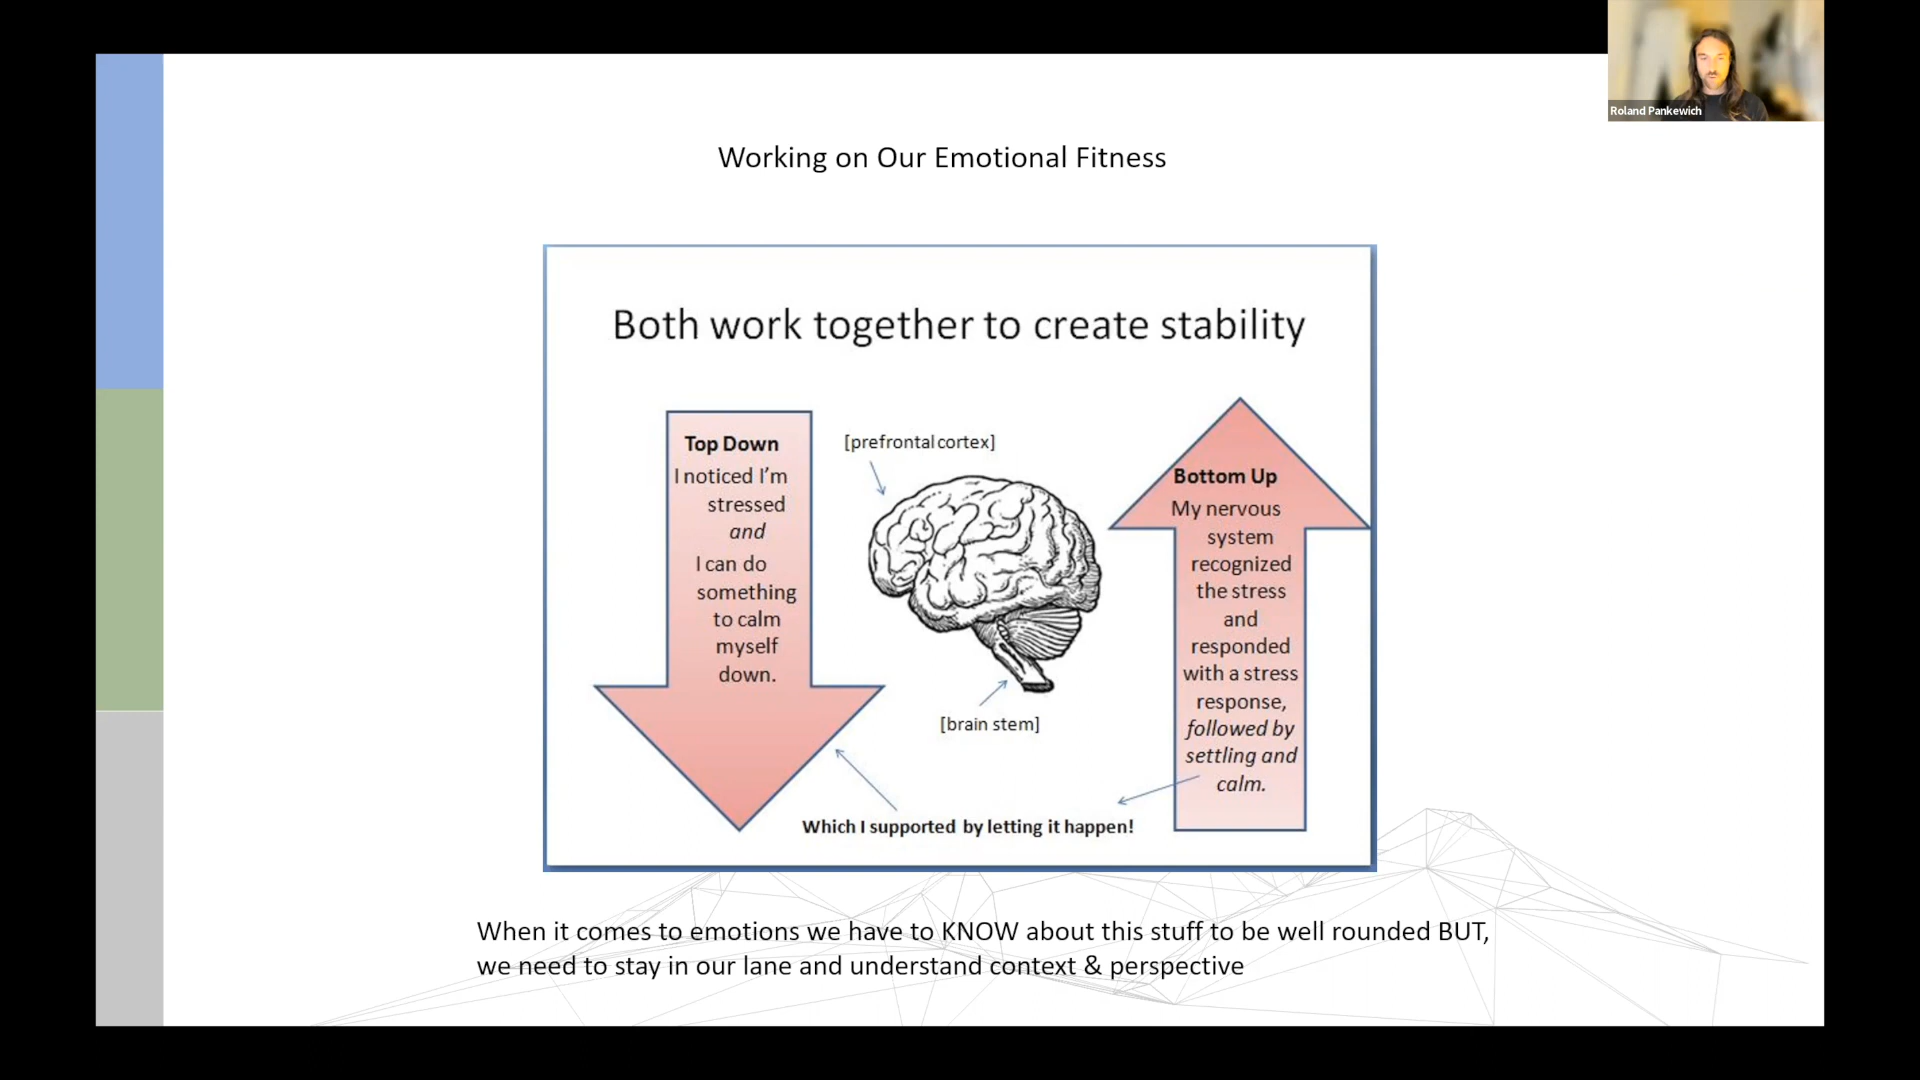 Roland Pankewich
Working on Our Emotional Fitness
Both work together to create stability
Top Down
I noticed I'm
stressed
and
I can do
something
to calm
myself
down.
[prefrontal cortex]
[brain stem]
Bottom Up
My nervous
system
recognized
the stress
and
responded
with a stress
response,
followed by
settling and
calm.
Which I supported by letting it happen!
When it comes to emotions we have to KNOW about this stuff to be well rounded BUT,
we need to stay in our lane and understand context & perspective